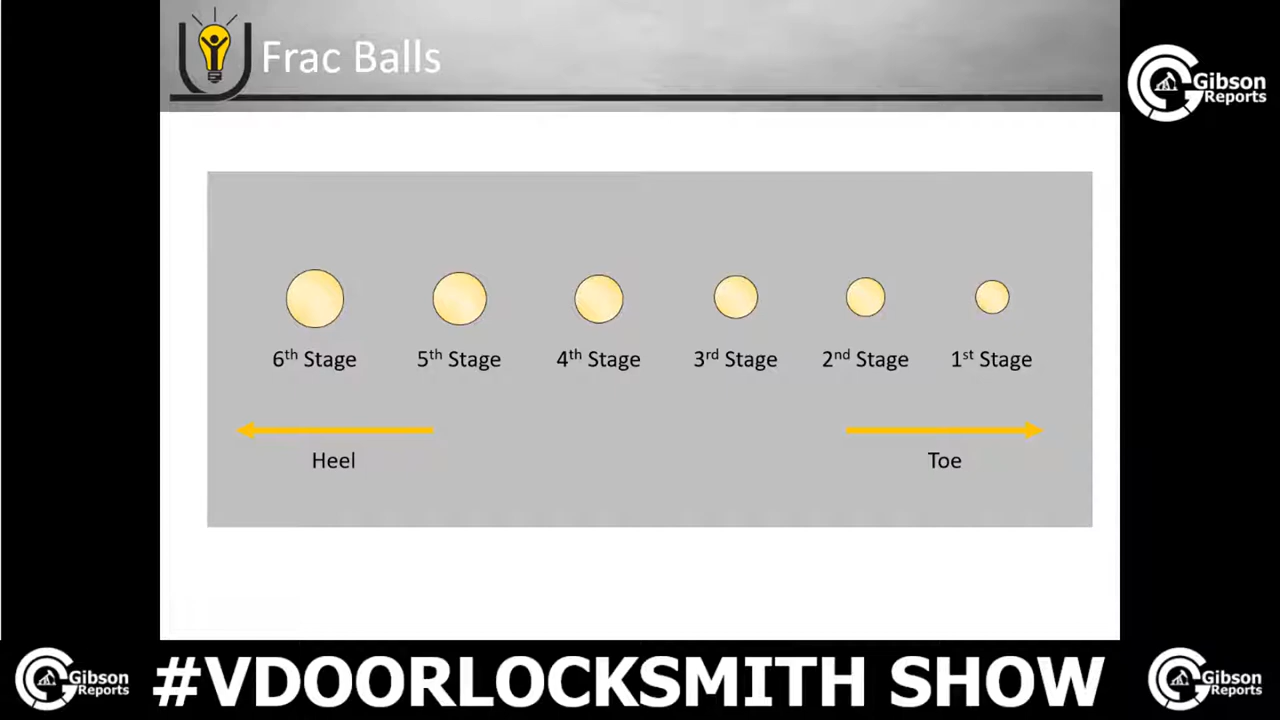 Frac Balls
Gibson
Reports
6th Stage
5th Stage
4th Stage
3rd Stage
2nd Stage
1st Stage
Heel
Toe
Gibson
Reports
#VDOORLOCKSMITH SHOW
Gibson
Reports